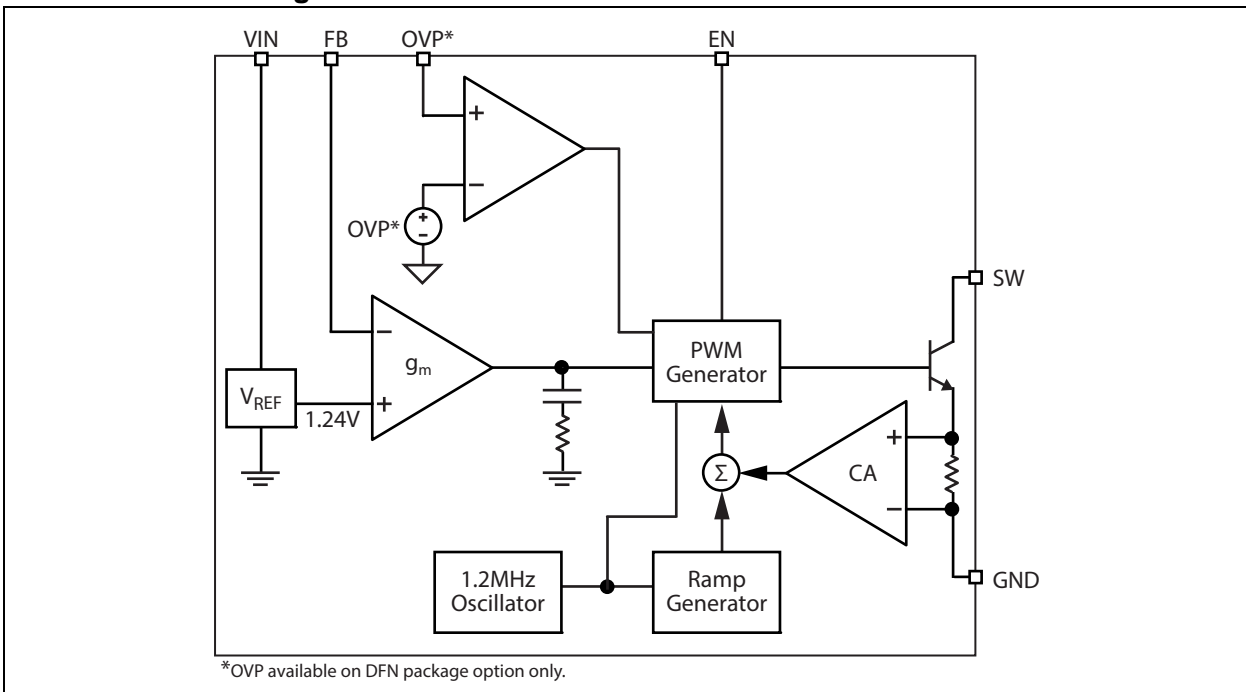 VIN FB OVP* EN
+
−
OVP*
+
−
SW
−
gm
+
VREF
1.24V
PWM
Generator
+
CA
−
Σ
1.2MHz
Oscillator
Ramp
Generator
GND
*OVP available on DFN package option only.